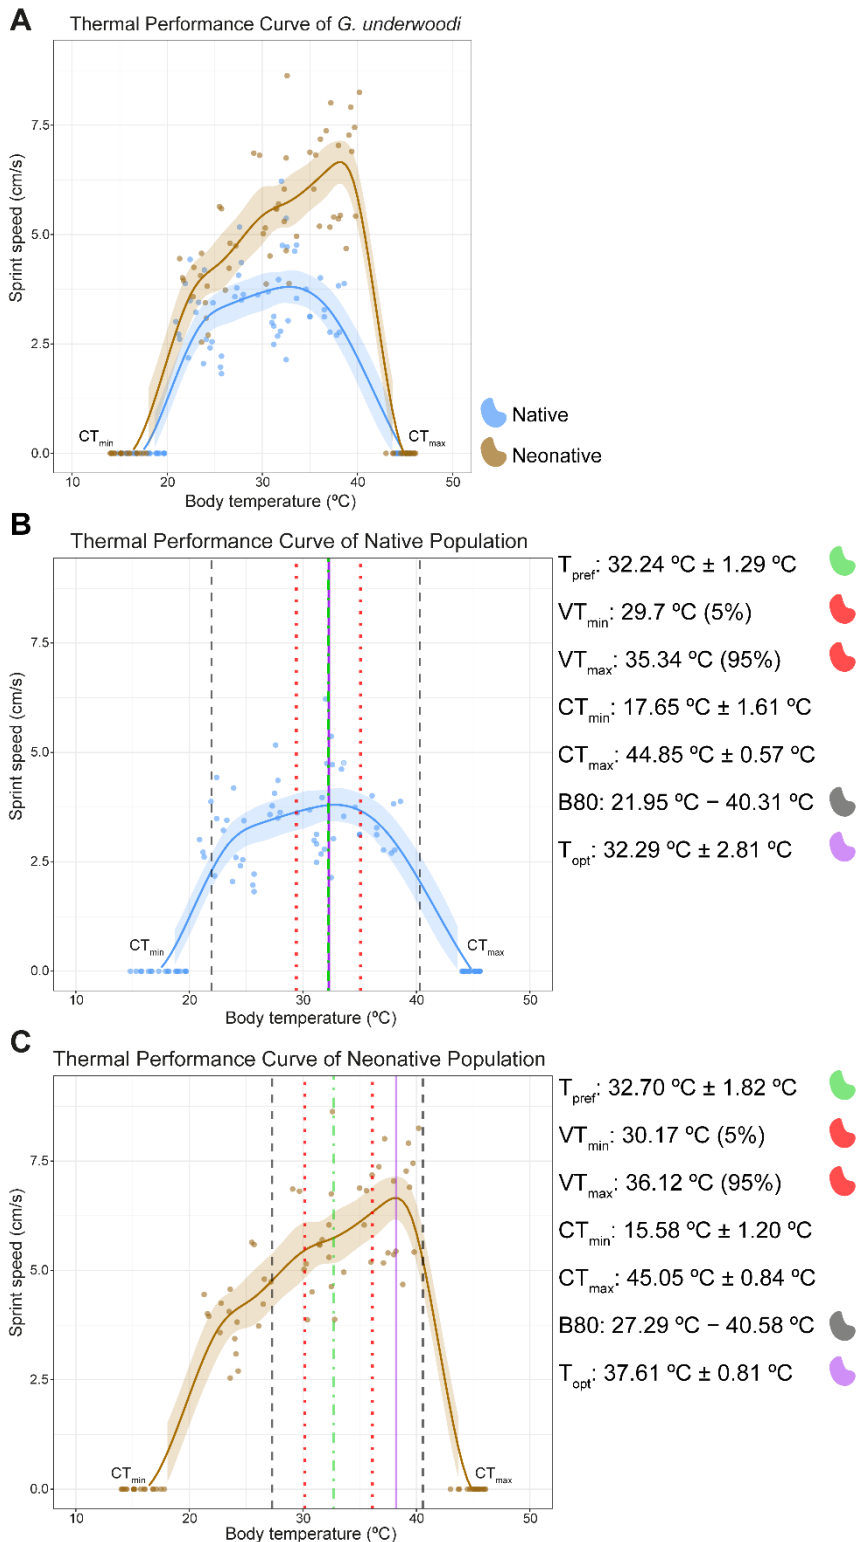 A
Thermal Performance Curve of G. underwoodi
Sprint speed (cm/s)
7.5
5.0
2.5
0.0
CTmin
CTmax
10
20
30
40
50
Body temperature (ºC)
Native
Neonative
B
Thermal Performance Curve of Native Population
Sprint speed (cm/s)
7.5
5.0
2.5
0.0
CTmin
CTmax
10
20
30
40
50
Body temperature (ºC)
Tpref: 32.24 ºC ± 1.29 ºC
VTmin: 29.7 ºC (5%)
VTmax: 35.34 ºC (95%)
CTmin: 17.65 ºC ± 1.61 ºC
CTmax: 44.85 ºC ± 0.57 ºC
B80: 21.95 ºC − 40.31 ºC
Topt: 32.29 ºC ± 2.81 ºC
C
Thermal Performance Curve of Neonative Population
Sprint speed (cm/s)
7.5
5.0
2.5
0.0
CTmin
CTmax
10
20
30
40
50
Body temperature (ºC)
Tpref: 32.70 ºC ± 1.82 ºC
VTmin: 30.17 ºC (5%)
VTmax: 36.12 ºC (95%)
CTmin: 15.58 ºC ± 1.20 ºC
CTmax: 45.05 ºC ± 0.84 ºC
B80: 27.29 ºC − 40.58 ºC
Topt: 37.61 ºC ± 0.81 ºC